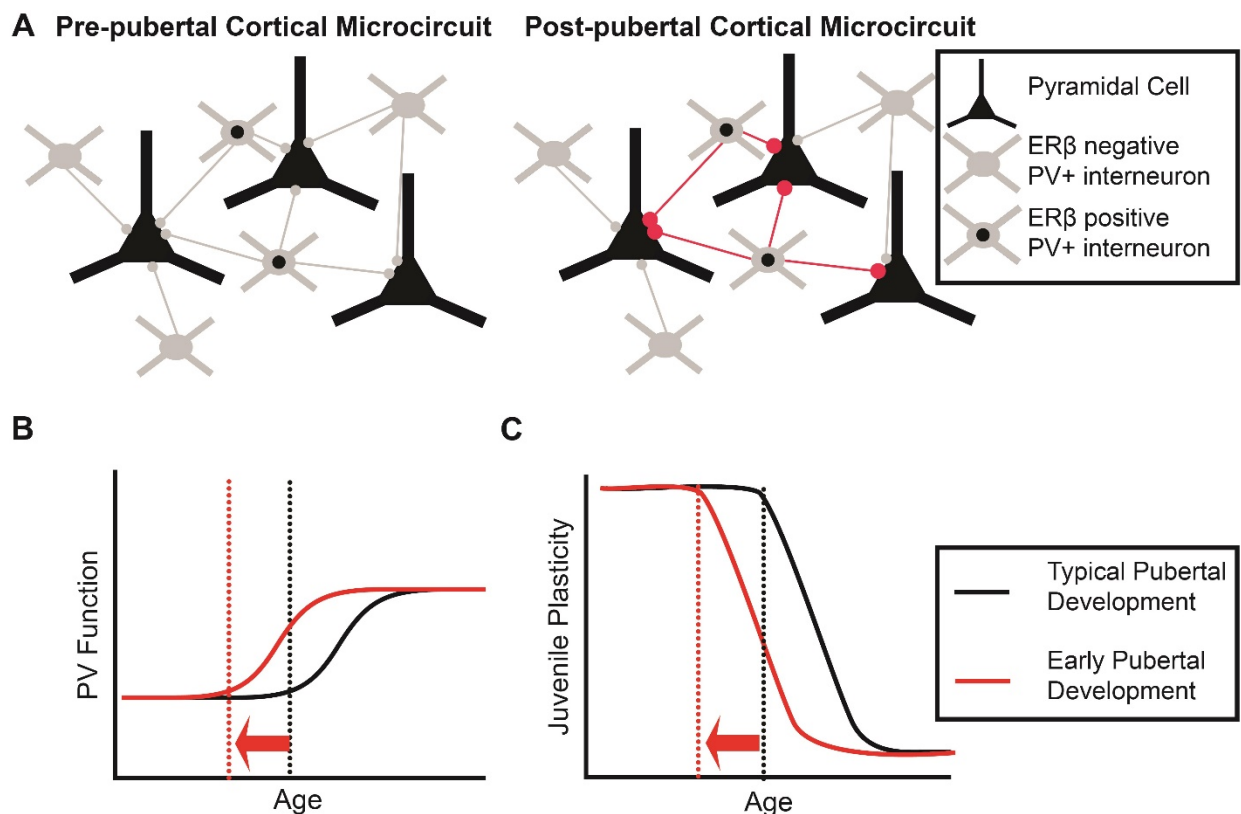 A Pre-pubertal Cortical Microcircuit
Post-pubertal Cortical Microcircuit
Pyramidal Cell
ERβ negative
PV+ interneuron
ERβ positive
PV+ interneuron
B
PV Function
Age
C
Juvenile Plasticity
Age
Typical Pubertal
Development
Early Pubertal
Development